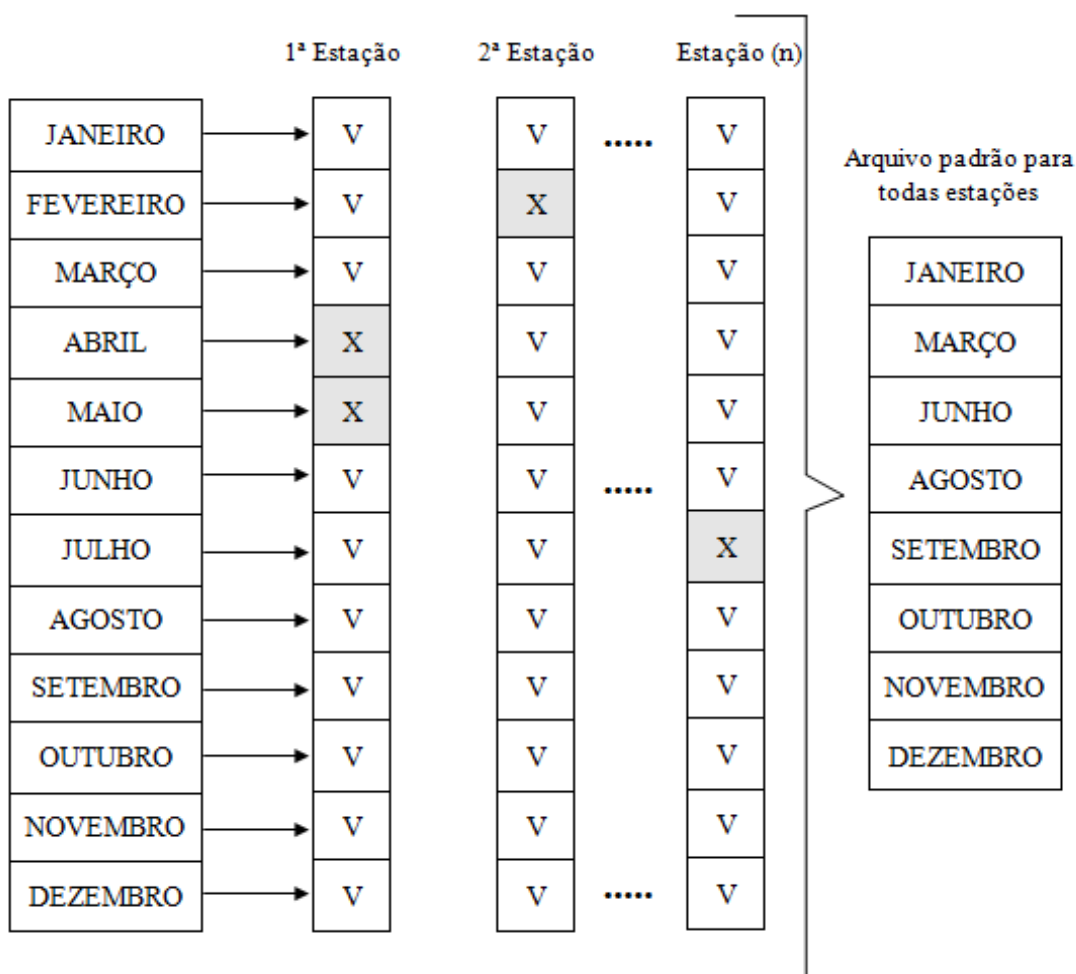 1ª Estação 2ª Estação Estação (n)
JANEIRO V V ..... V
FEVEREIRO V X V
MARÇO V V V
ABRIL X V V
MAIO X V V
JUNHO V V ..... V
JULHO V V X
AGOSTO V V V
SETEMBRO V V V
OUTUBRO V V V
NOVEMBRO V V V
DEZEMBRO V V ..... V
Arquivo padrão para
todas estações
JANEIRO
MARÇO
JUNHO
AGOSTO
SETEMBRO
OUTUBRO
NOVEMBRO
DEZEMBRO